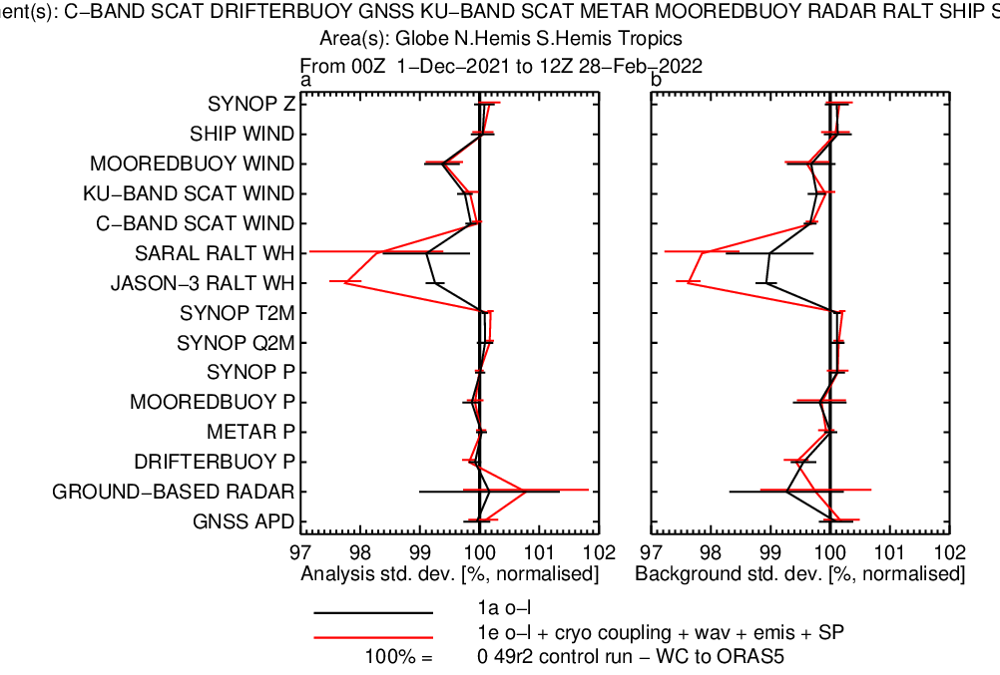 ent(s): C−BAND SCAT DRIFTERBUOY GNSS KU−BAND SCAT METAR MOOREDBUOY RADAR RALT SHIP S
Area(s): Globe N.Hemis S.Hemis Tropics
From 00Z 1−Dec−2021 to 12Z 28−Feb−2022
a b
SYNOP Z
SHIP WIND
MOOREDBUOY WIND
KU−BAND SCAT WIND
C−BAND SCAT WIND
SARAL RALT WH
JASON−3 RALT WH
SYNOP T2M
SYNOP Q2M
SYNOP P
MOOREDBUOY P
METAR P
DRIFTERBUOY P
GROUND−BASED RADAR
GNSS APD
97 98 99 100 101 102 97 98 99 100 101 102
Analysis std. dev. [%, normalised] Background std. dev. [%, normalised]
1a o−l
1e o−l + cryo coupling + wav + emis + SP
100% = 0 49r2 control run − WC to ORAS5